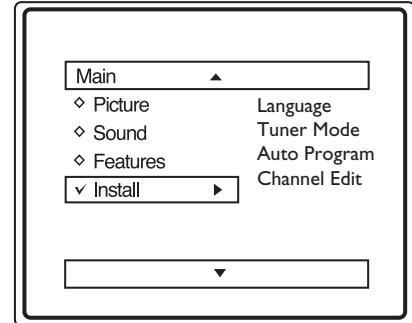 Main
Picture
Sound
Features
Install
Language
Tuner Mode
Auto Program
Channel Edit